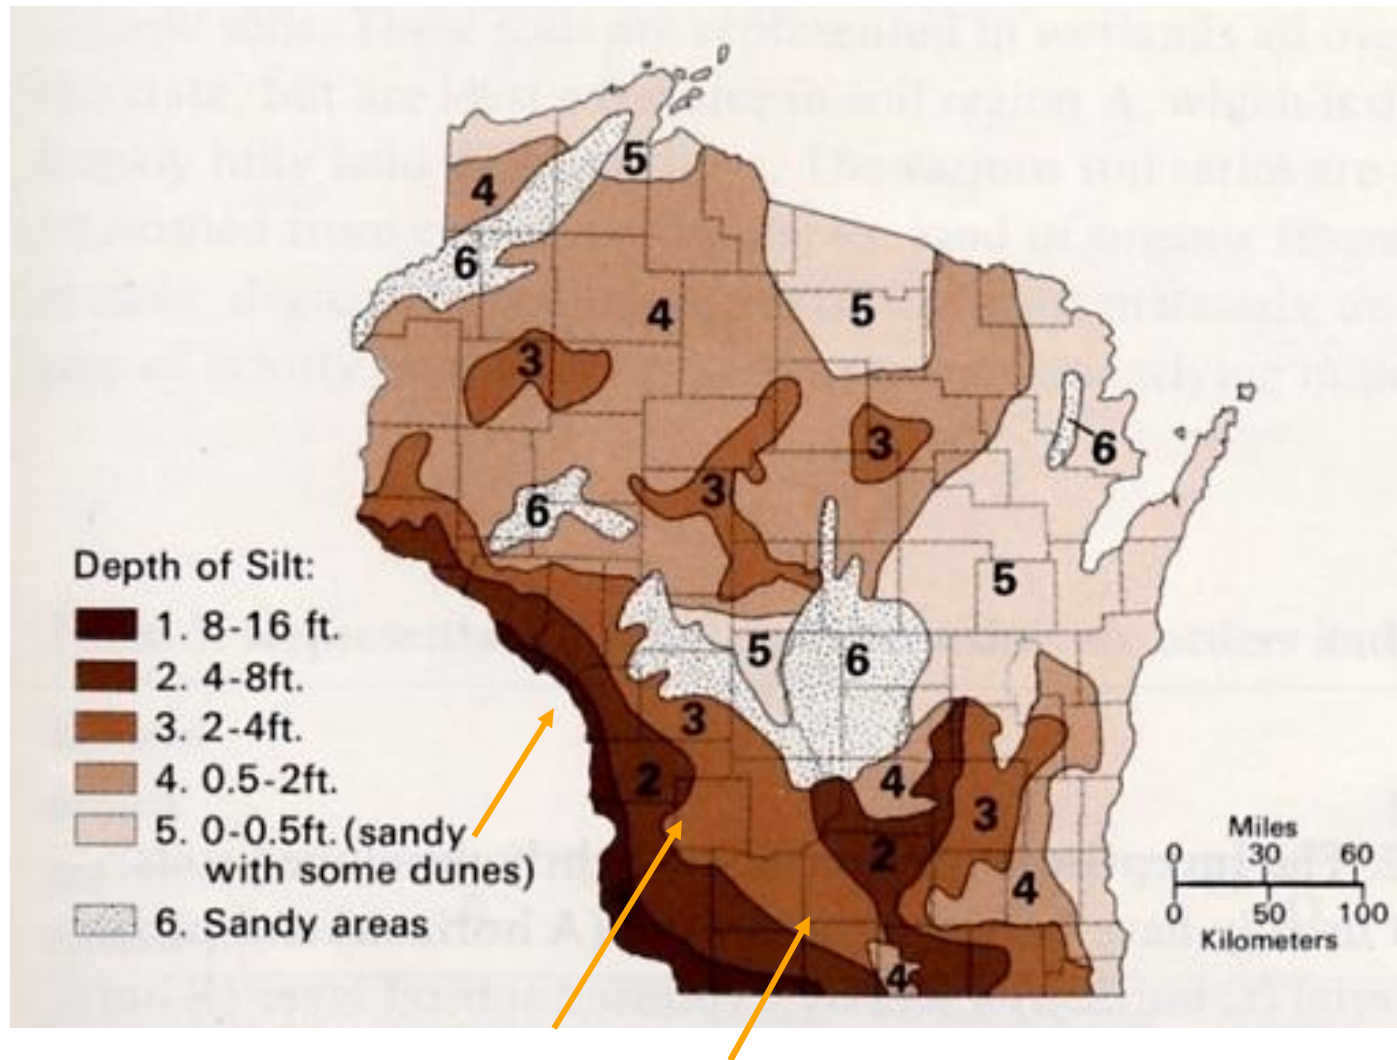 5
4
6
5
4
3
3
6
3
6
5
5
6
3
2
4
3
2
4
4
Depth of Silt:
1. 8-16 ft.
2. 4-8ft.
3. 2-4ft.
4. 0.5-2ft.
5. 0-0.5ft. (sandy
with some dunes)
6. Sandy areas
Miles
0 30 60
0 50 100
Kilometers